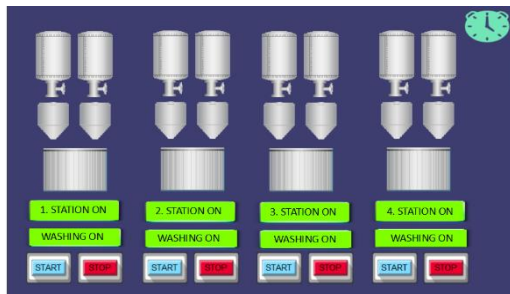 1. STATION ON
2. STATION ON
3. STATION ON
4. STATION ON
WASHING ON
WASHING ON
WASHING ON
WASHING ON
START
STOP
START
STOP
START
STOP
START
STOP